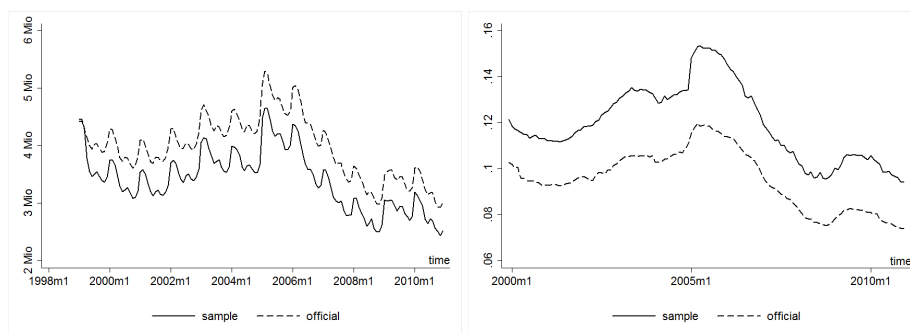 6 Mio
5 Mio
4 Mio
3 Mio
2 Mio
time
1998m1 2000m1 2002m1 2004m1 2006m1 2008m1 2010m1
sample official
.16
.14
.12
.1
.08
.06
time
2000m1 2005m1 2010m1
sample official